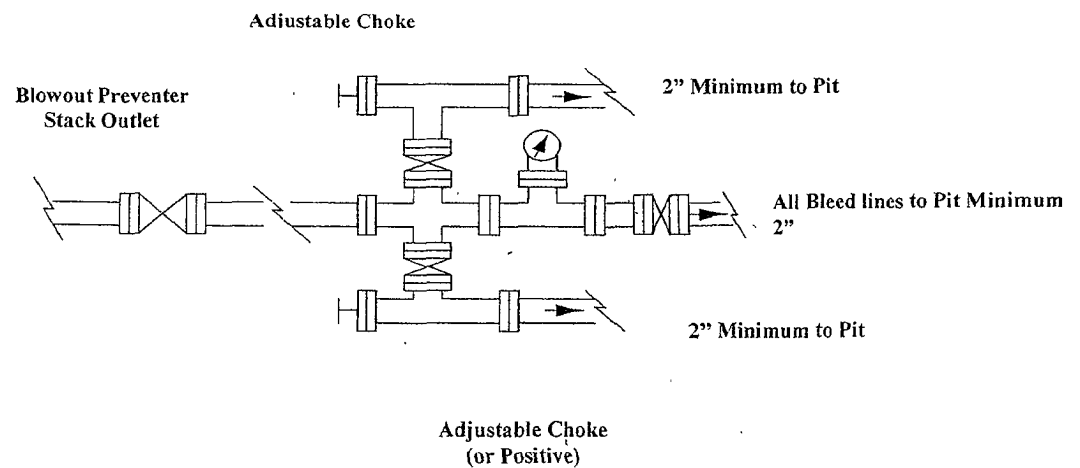 Adjustable Choke
Blowout Preventer
Stack Outlet
2” Minimum to Pit
All Bleed lines to Pit Minimum
2”
2” Minimum to Pit
Adjustable Choke
(or Positive)